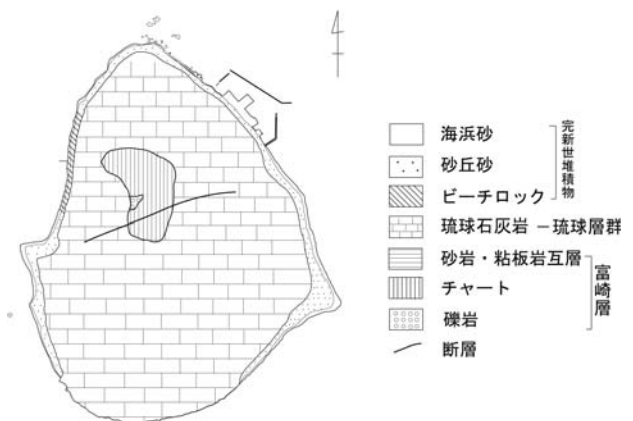 海浜砂
砂丘砂
ビーチロック
完新世堆積物
琉球石灰岩 － 琉球層群
砂岩・粘板岩互層
チャート
礫岩
富崎層
断層